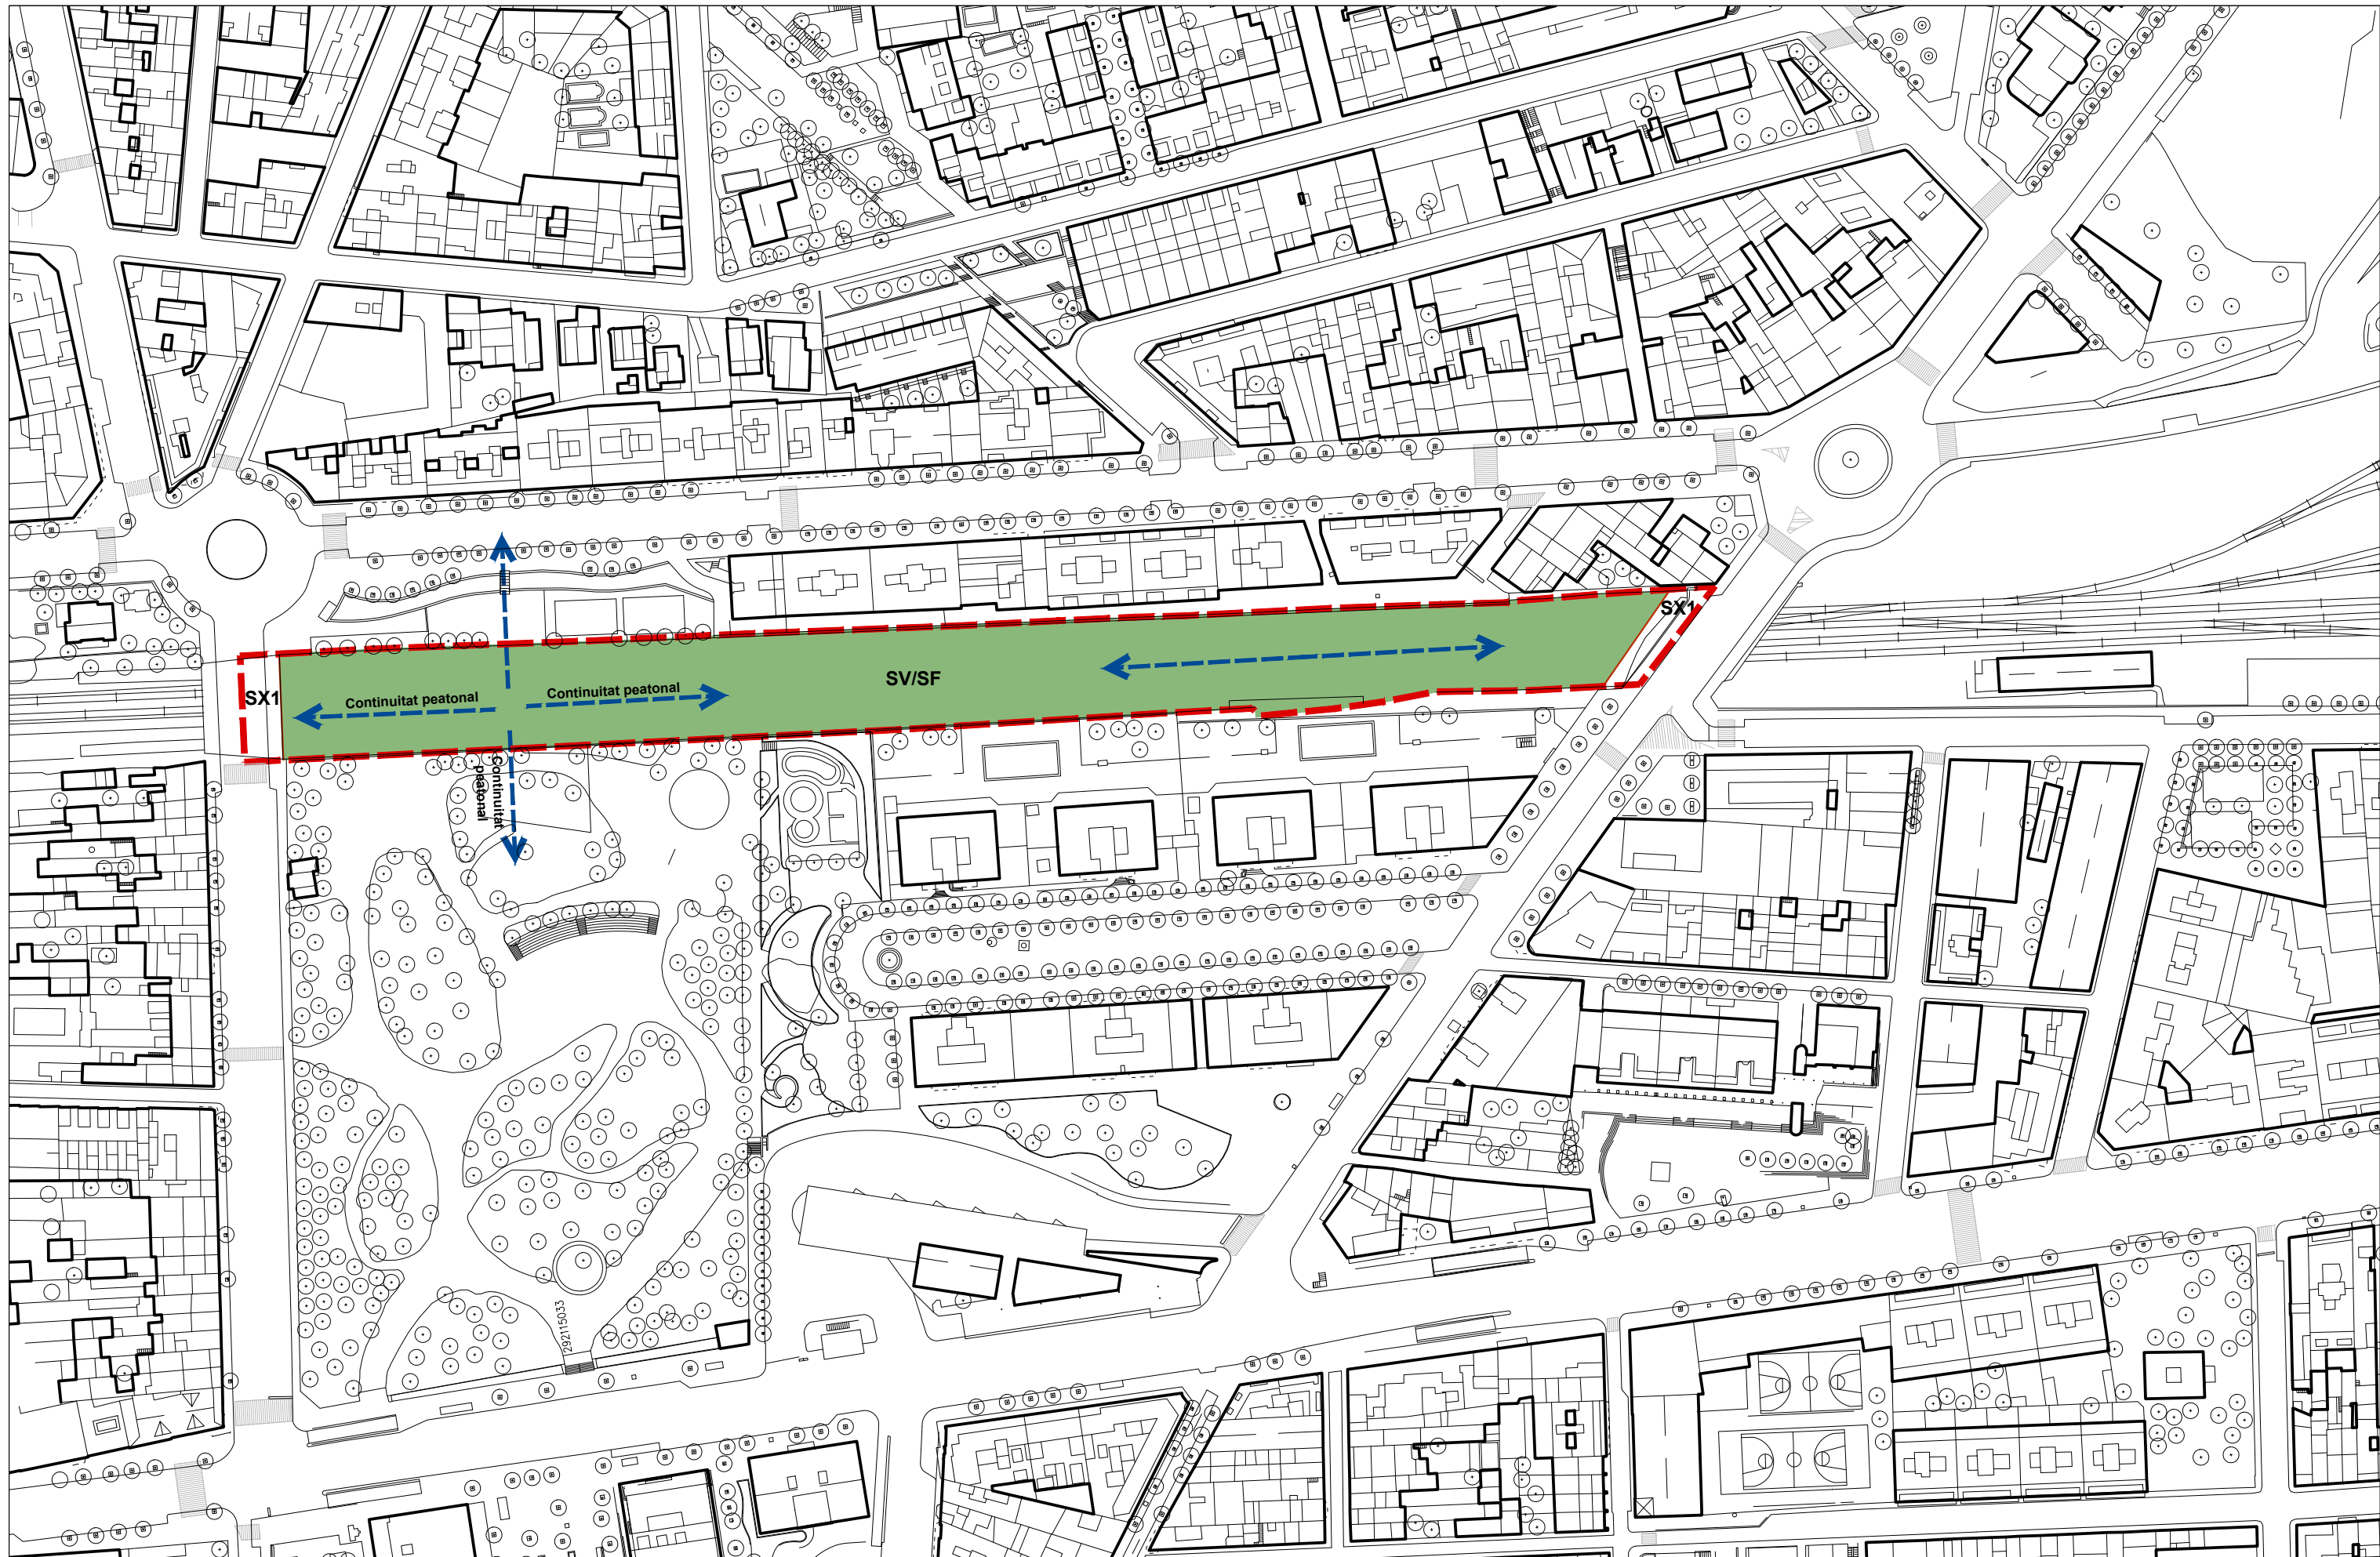 SX1
SX1
SV/SF
Continuitat peatonal
Continuitat peatonal
Continuitat
peatonal
292115033